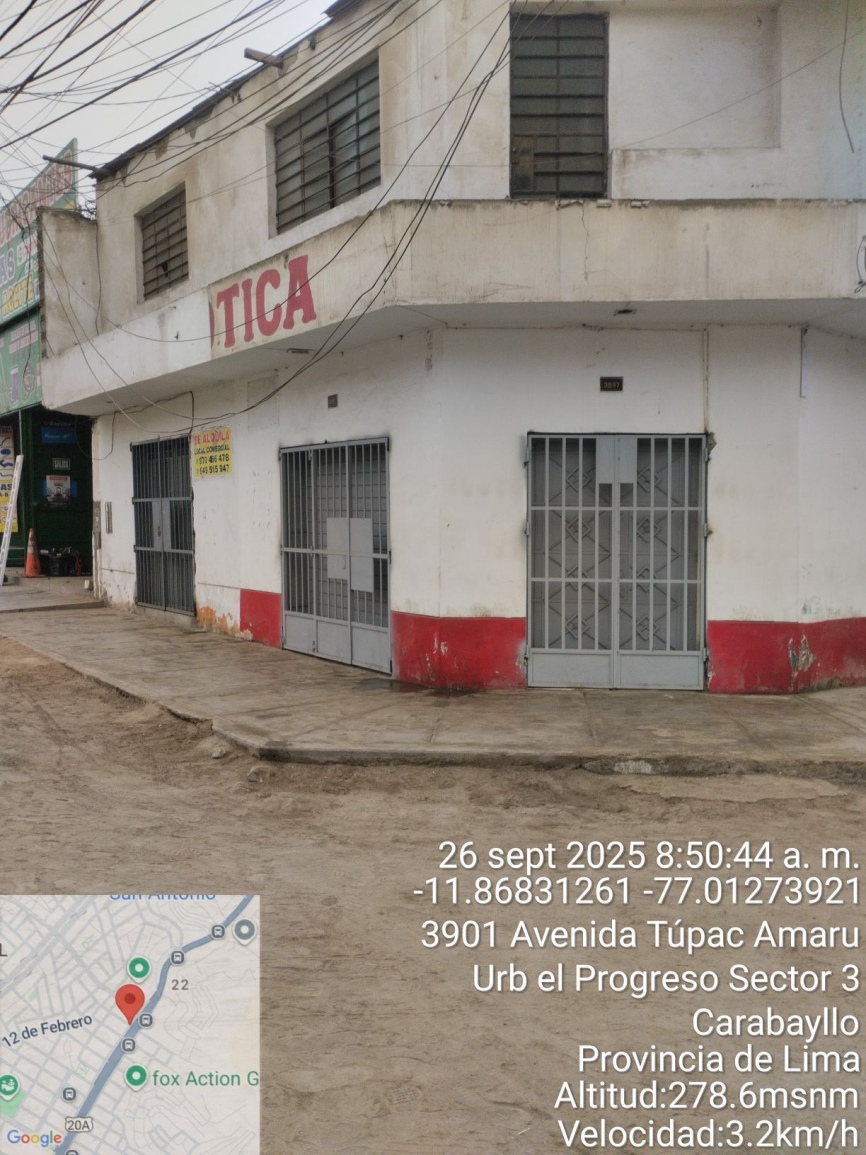 TICA
SE ALQUILA
LOCAL COMERCIAL
AS
SALIDA
26 sept 2025 8:50:44 a. m.
-11.86831261 -77.01273921
3901 Avenida Túpac Amaru
Urb el Progreso Sector 3
Carabayllo
Provincia de Lima
Altitud:278.6msnm
Velocidad:3.2km/h
San Antonio
L
22
12 de Febrero
fox Action G
20A
Google